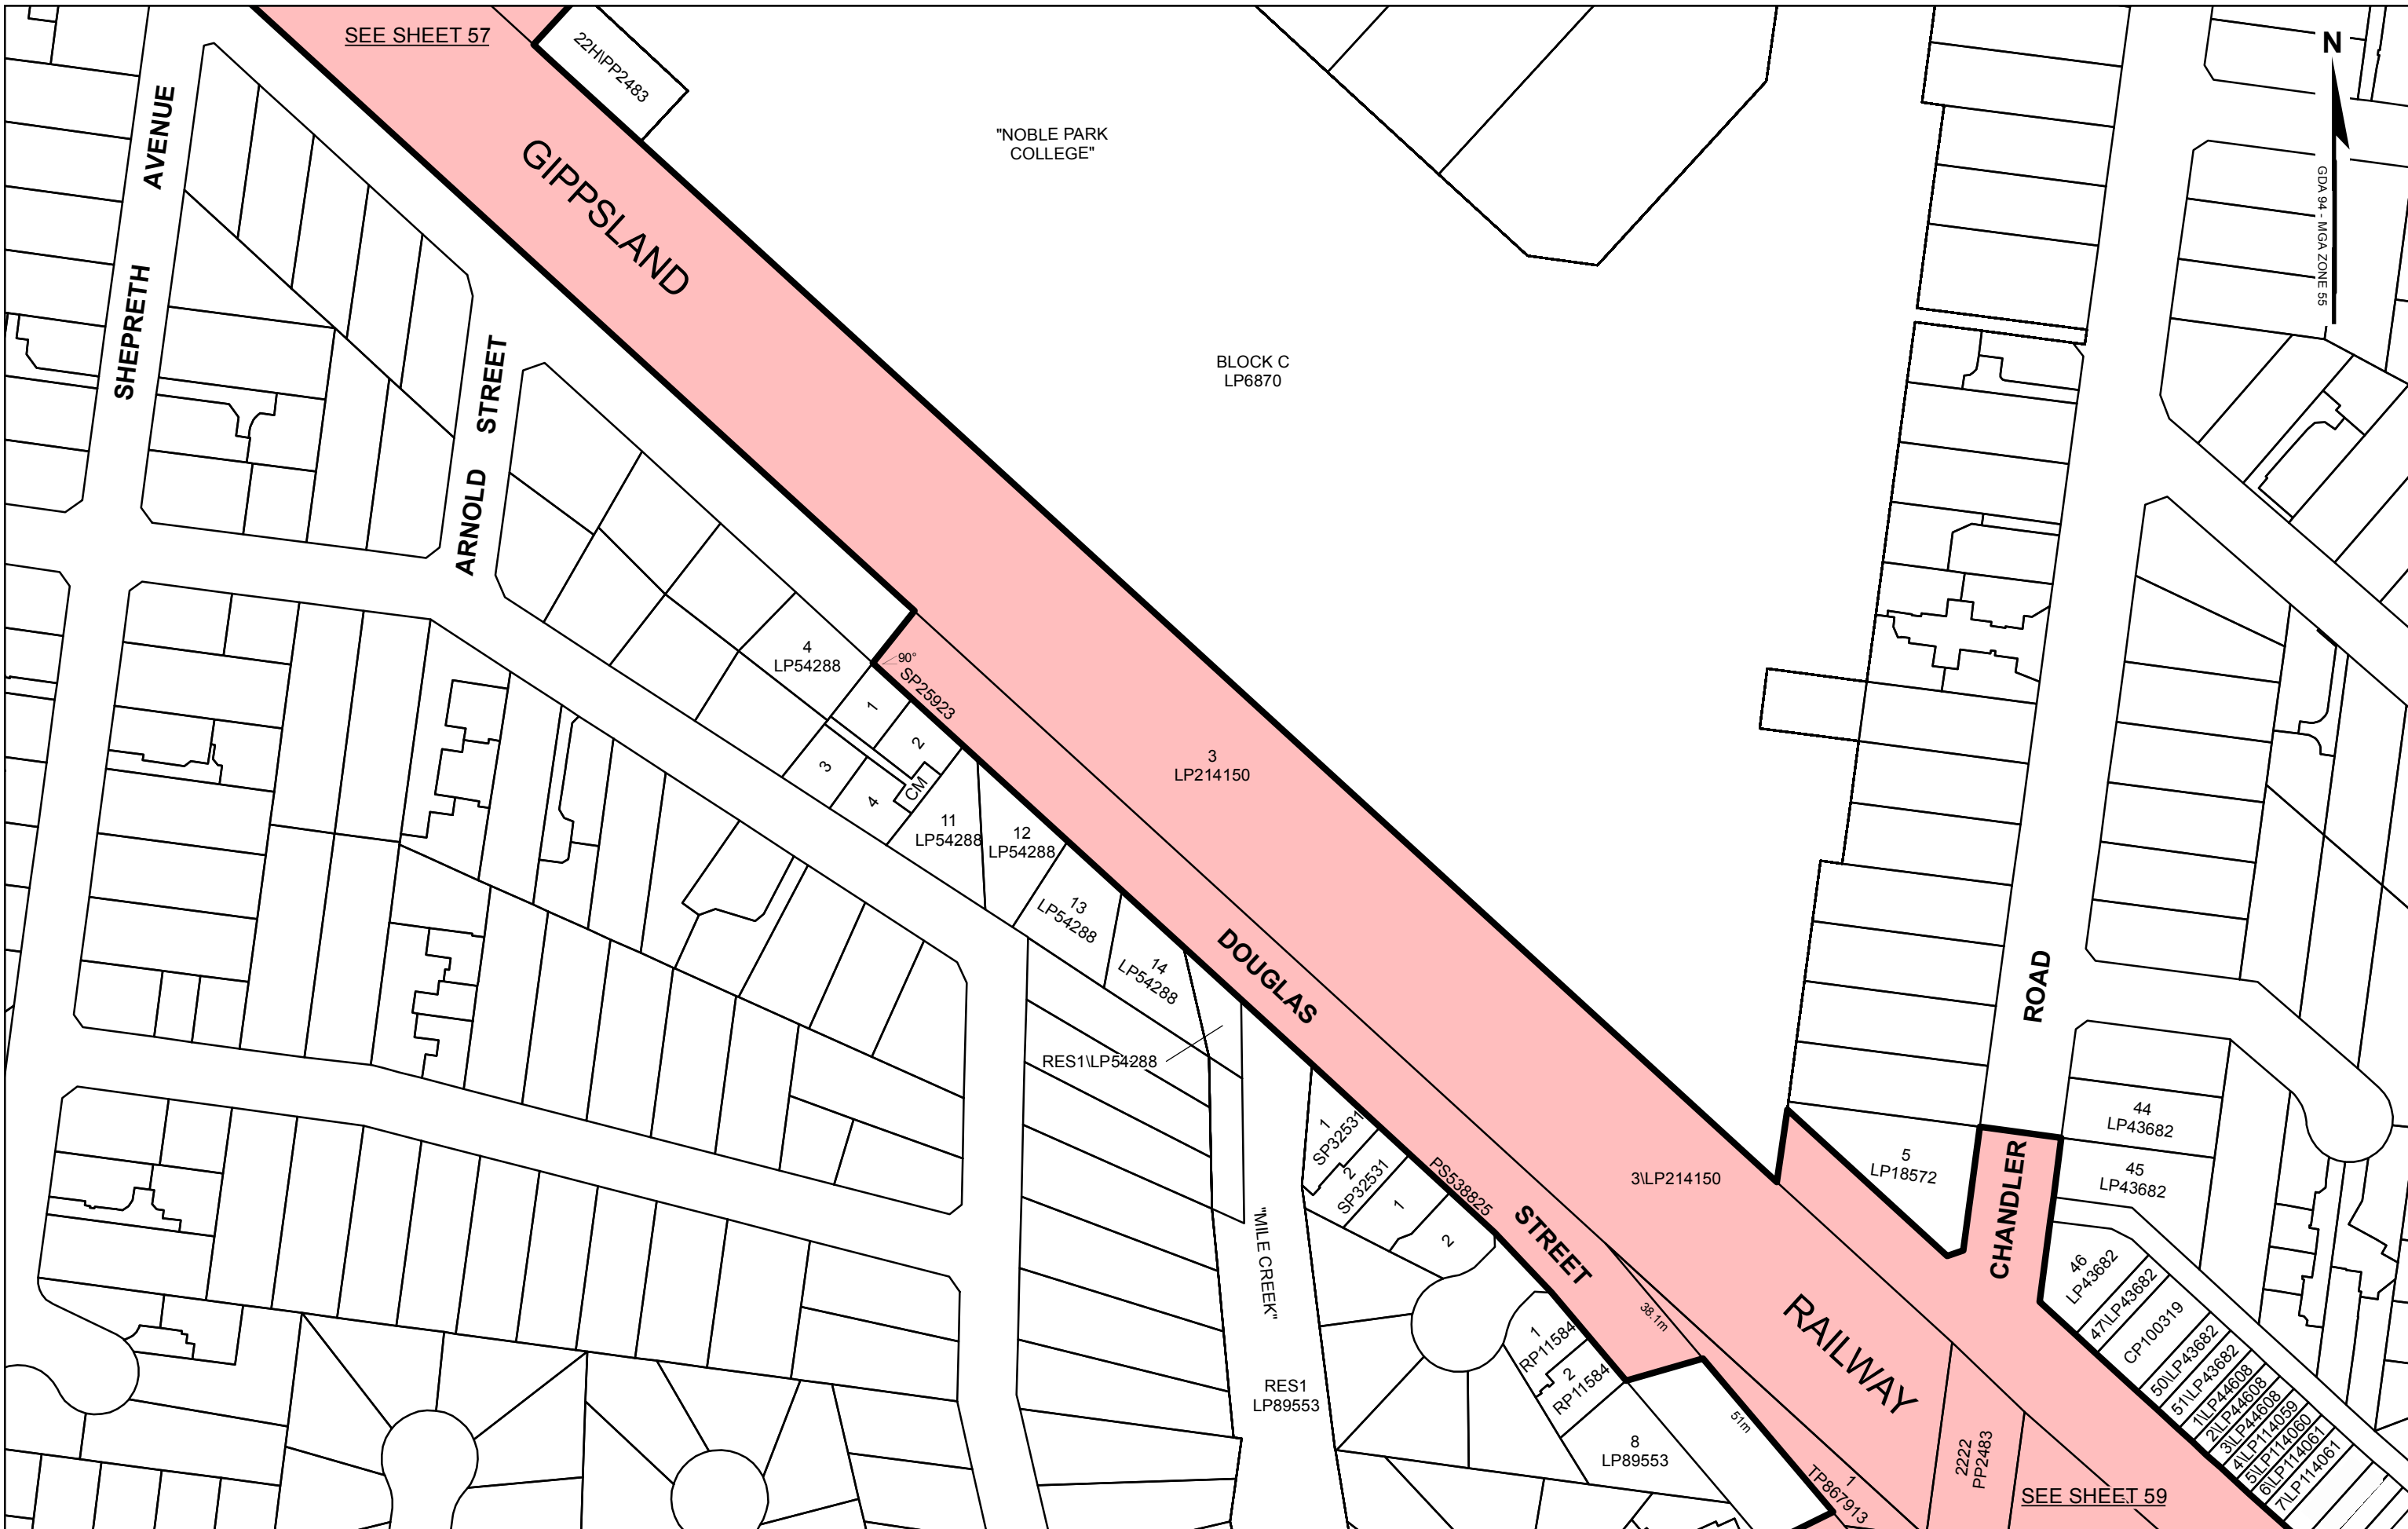 SEE SHEET 57
22H\PP2483
N
GDA 94 - MGA ZONE 55
SHEPRETH AVENUE
"NOBLE PARK
COLLEGE"
GIPPSLAND
ARNOLD STREET
BLOCK C
LP6870
4
LP54288
90°
SP25923
1
2
3
4
CM
3
LP214150
11
LP54288
12
LP54288
13
LP54288
14
LP54288
DOUGLAS
ROAD
RES1\LP54288
1
SP32531
2
SP32531
PS538825
1
2
3\LP214150
5
LP18572
44
LP43682
45
LP43682
CHANDLER
STREET
"MILE CREEK"
46
LP43682
47\LP43682
CP100319
50\LP43682
51\LP43682
1\LP44608
2\LP44608
3\LP44608
4\LP114059
5\LP114060
6\LP114061
7\LP114061
38.1m
RAILWAY
1
RP11584
2
RP11584
RES1
LP89553
51m
8
LP89553
1
TP867913
2222
PP2483
SEE SHEET 59